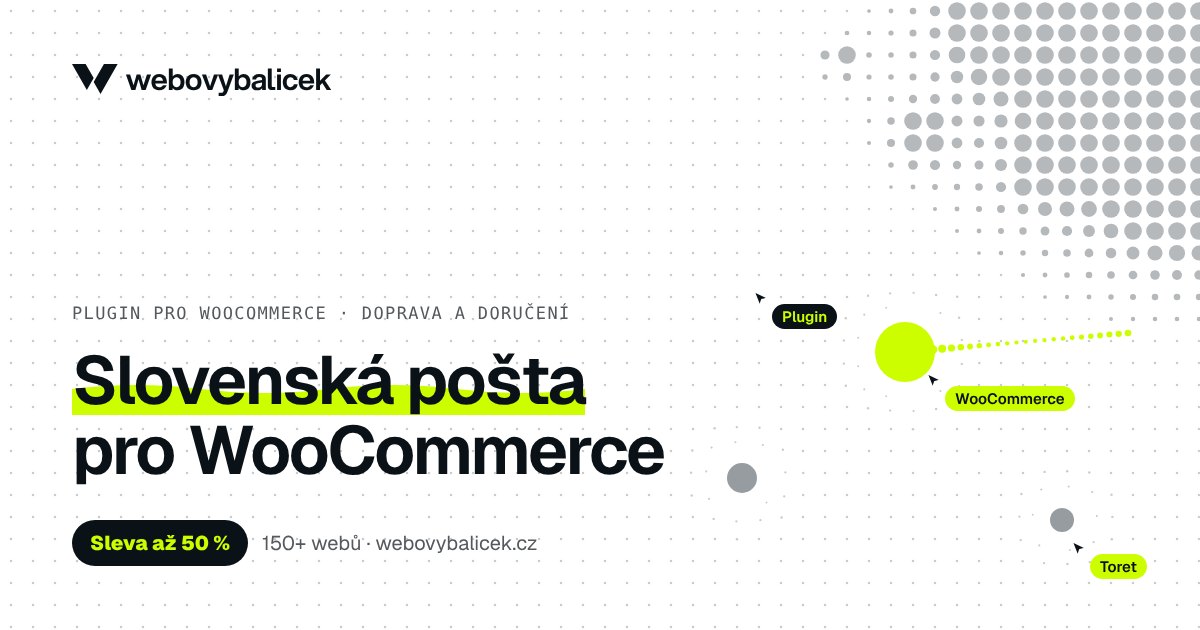 webovybalicek
PLUGIN PRO WOOCOMMERCE · DOPRAVA A DORUČENÍ
Slovenská pošta
pro WooCommerce
Sleva až 50 %
150+ webů · webovybalicek.cz
Plugin
WooCommerce
Toret